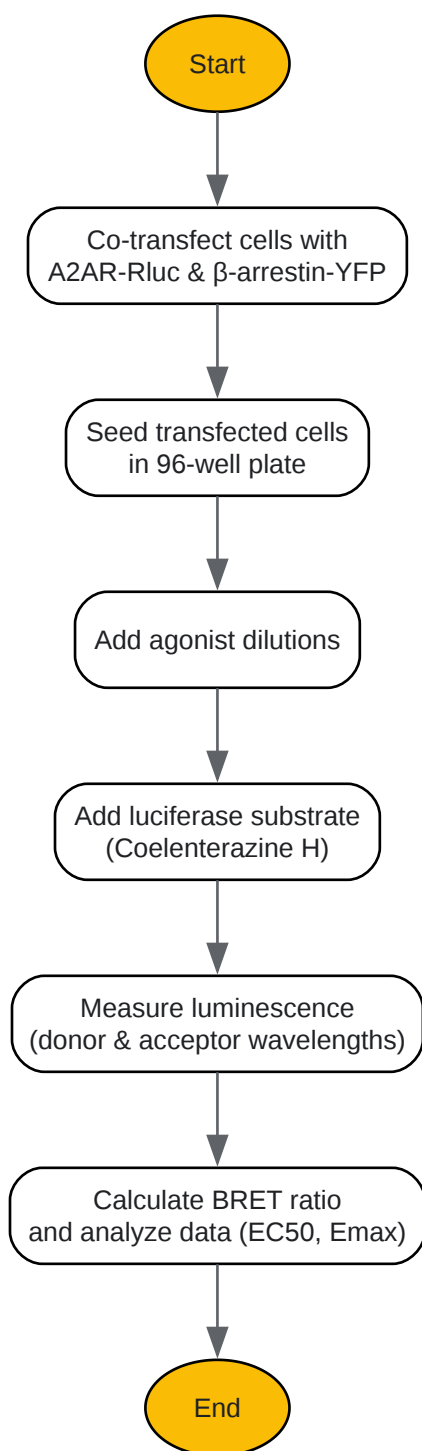 Start
Co-transfect cells with
A2AR-Rluc & β-arrestin-YFP
Seed transfected cells
in 96-well plate
Add agonist dilutions
Add luciferase substrate
(Coelenterazine H)
Measure luminescence
(donor & acceptor wavelengths)
Calculate BRET ratio
and analyze data (EC50, Emax)
End